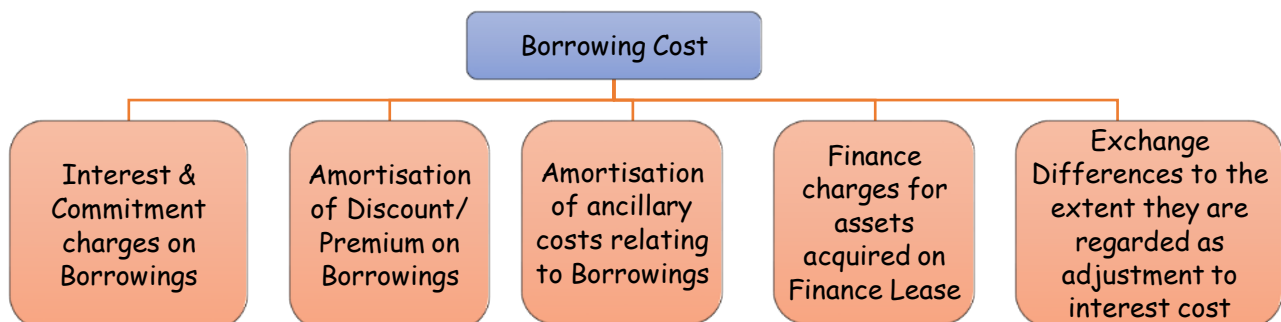 Borrowing Cost
Interest &
Commitment
charges on
Borrowings
Amortisation
of Discount/
Premium on
Borrowings
Amortisation
of ancillary
costs relating
to Borrowings
Finance
charges for
assets
acquired on
Finance Lease
Exchange
Differences to the
extent they are
regarded as
adjustment to
interest cost